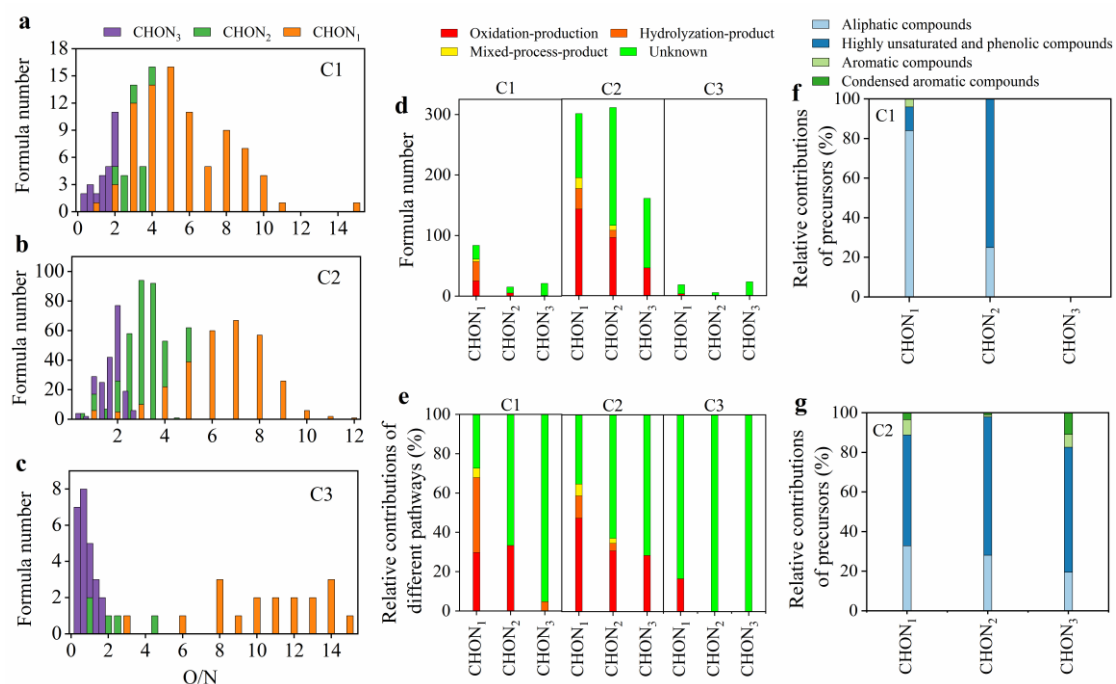 a
CHON₃ CHON₂ CHON₁
C1
Formula number
18
15
12
9
6
3
0
0 2 4 6 8 10 12 14
b
C2
Formula number
100
80
60
40
20
0
2 4 6 8 10 12
c
C3
Formula number
8
6
4
2
0
0 2 4 6 8 10 12 14
O/N
Oxidation-production Hydrolyzation-product
Mixed-process-product Unknown
d
C1 C2 C3
Formula number
300
200
100
0
CHON₁ CHON₂ CHON₃ CHON₁ CHON₂ CHON₃ CHON₁ CHON₂ CHON₃
e
C1 C2 C3
Relative contributions of
different pathways (%)
100
80
60
40
20
0
CHON₁ CHON₂ CHON₃ CHON₁ CHON₂ CHON₃ CHON₁ CHON₂ CHON₃
Aliphatic compounds
Highly unsaturated and phenolic compounds
Aromatic compounds
Condensed aromatic compounds
f
C1
Relative contributions
of precursors (%)
100
80
60
40
20
0
CHON₁ CHON₂ CHON₃
g
C2
Relative contributions
of precursors (%)
100
80
60
40
20
0
CHON₁ CHON₂ CHON₃